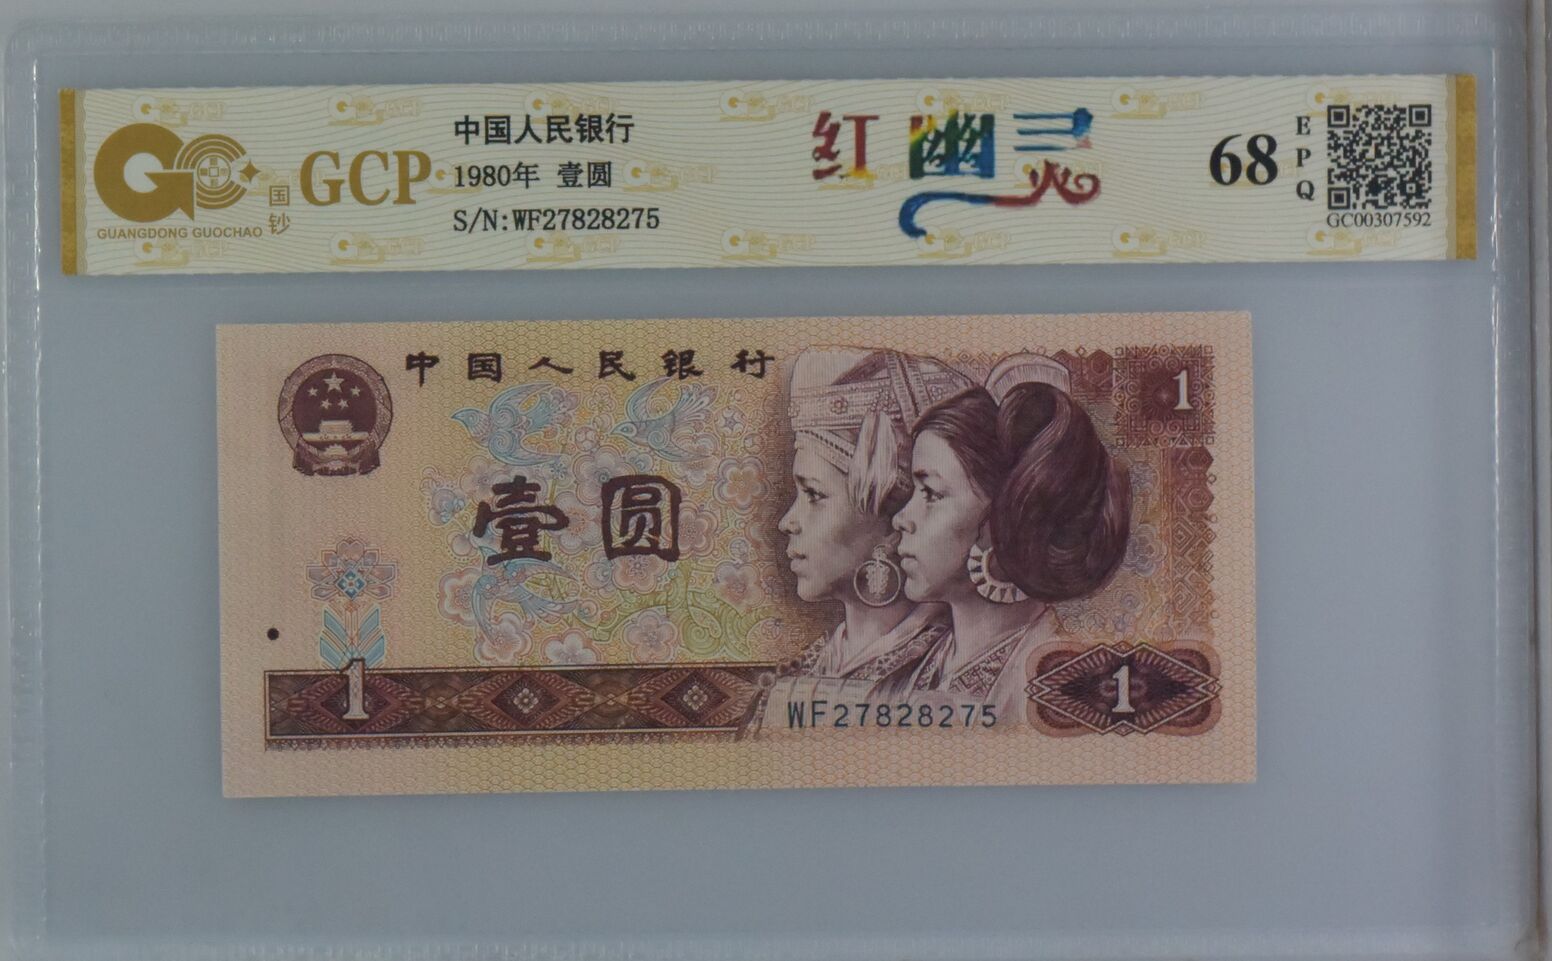 GUANGDONG GUOCHAO
国钞
GCP
中国人民银行
1980年 壹圆
S/N:WF27828275
红幽灵
68
EPQ
GC00307592
中国人民银行
1
壹圆
1
1
WF27828275